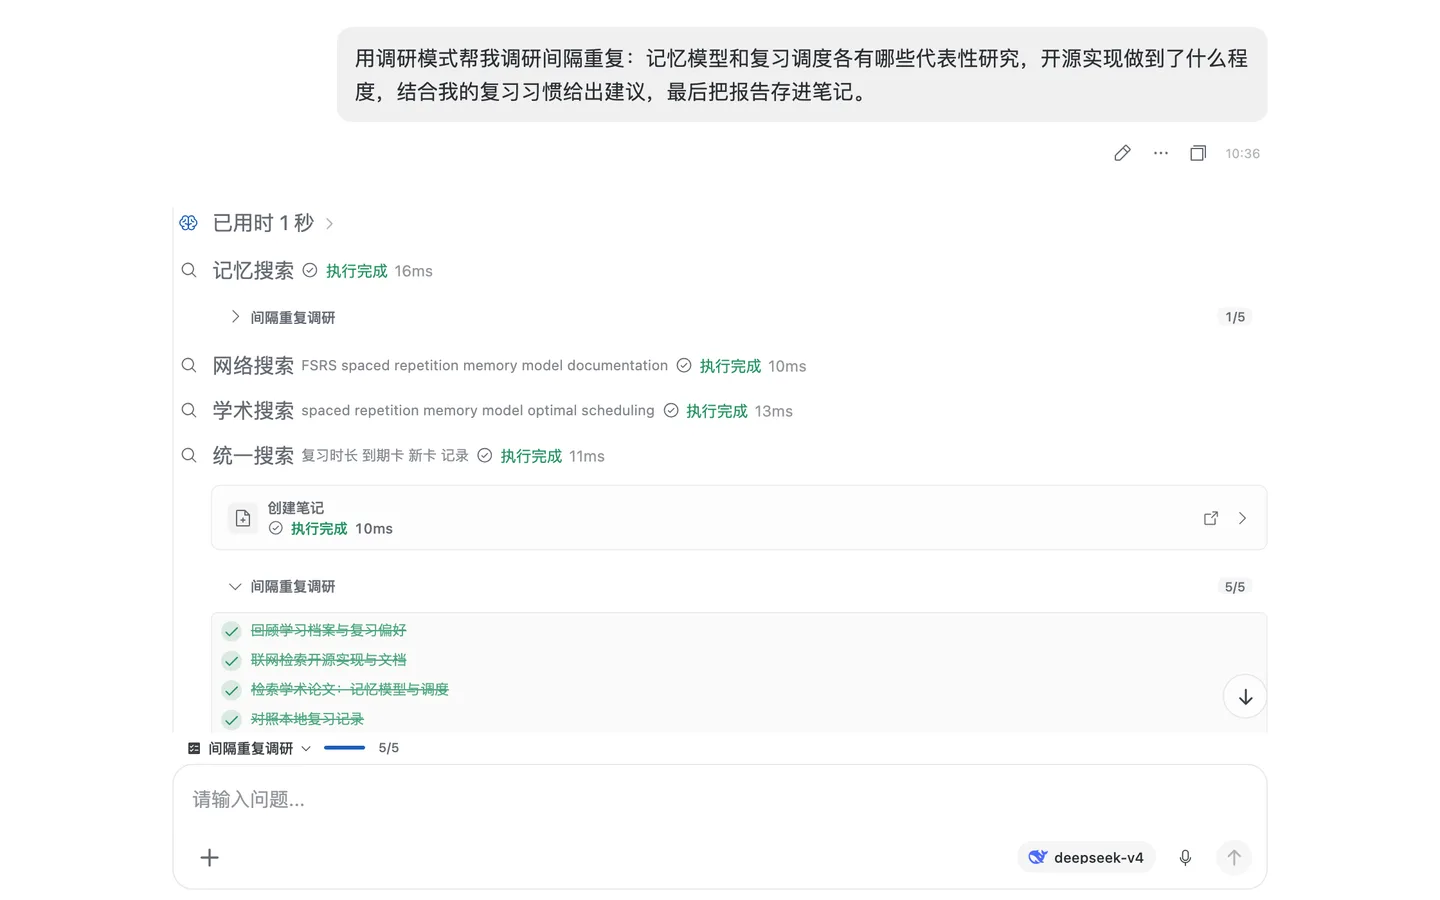 用调研模式帮我调研间隔重复：记忆模型和复习调度各有哪些代表性研究，开源实现做到了什么程
度，结合我的复习习惯给出建议，最后把报告存进笔记。
10:36
已用时 1 秒
记忆搜索 执行完成 16ms
间隔重复调研 1/5
网络搜索 FSRS spaced repetition memory model documentation 执行完成 10ms
学术搜索 spaced repetition memory model optimal scheduling 执行完成 13ms
统一搜索 复习时长 到期卡 新卡 记录 执行完成 11ms
创建笔记
执行完成 10ms
间隔重复调研 5/5
回顾学习档案与复习偏好
联网检索开源实现与文档
检索学术论文：记忆模型与调度
对照本地复习记录
间隔重复调研 5/5
请输入问题...
deepseek-v4